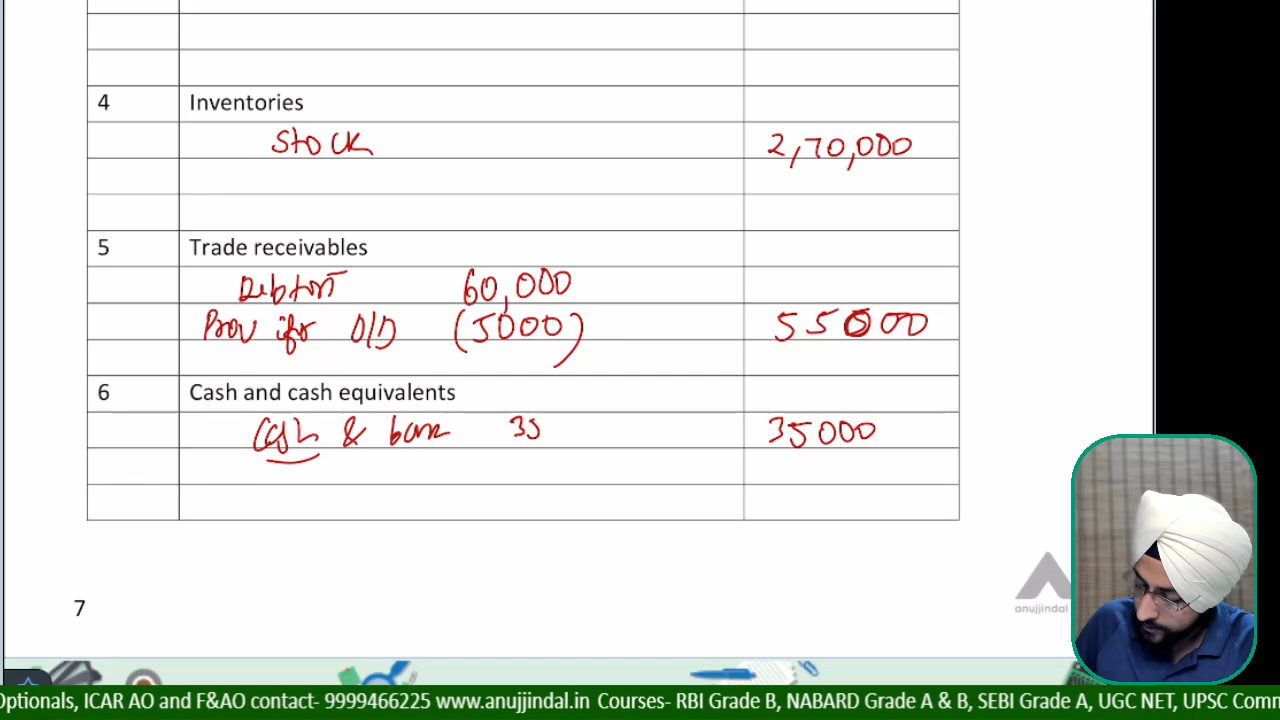 4 Inventories
Stock 2,70,000
5 Trade receivables
Debtors 60,000
Prov for D/D (5000) 55000
6 Cash and cash equivalents
Cash & bank 35 35000
7
anujjindal
Optionals, ICAR AO and F&AO contact- 9999466225 www.anujjindal.in Courses- RBI Grade B, NABARD Grade A & B, SEBI Grade A, UGC NET, UPSC Comm